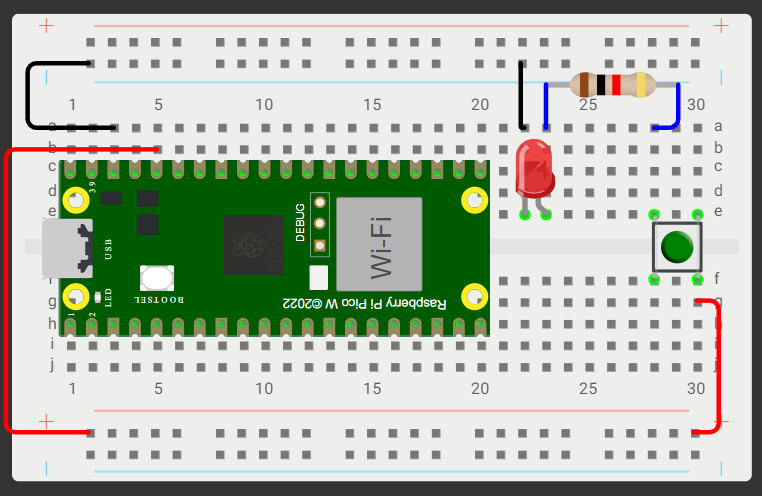 + +
1 5 10 15 20 25 30
a a
b b
c c
d d
e e
39
DEBUG
Wi-Fi
USB
LED
BOOTSEL
Raspberry Pi Pico W ©2022
1
2
f f
g g
h h
i i
j j
1 5 10 15 20 25 30
+ +